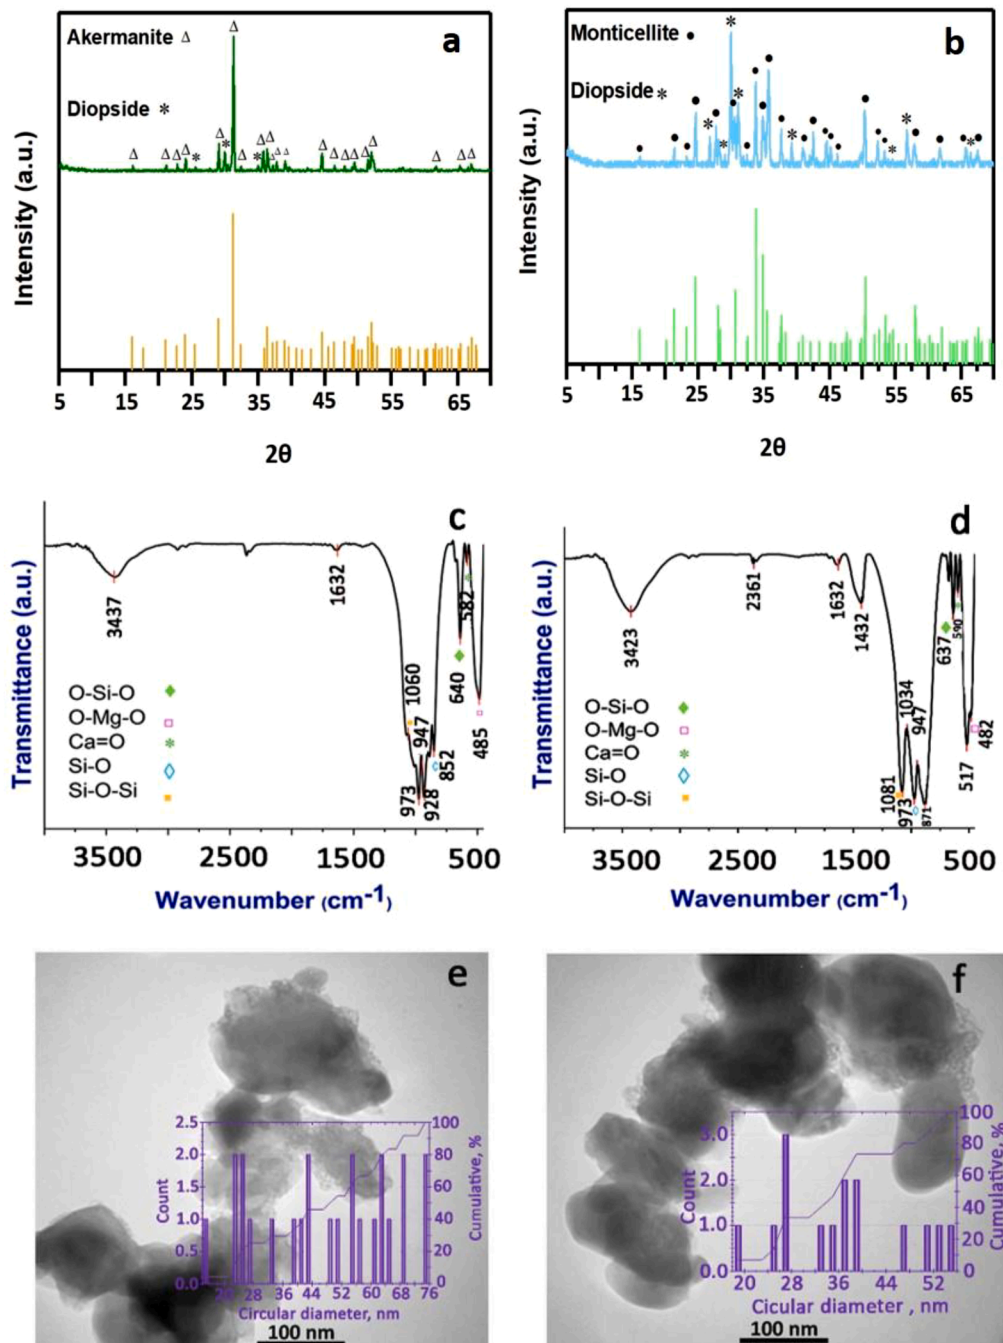 a
Akermanite Δ
Diopside *
Intensity (a.u.)
5 15 25 35 45 55 65
2θ
b
Monticellite ●
Diopside *
Intensity (a.u.)
5 15 25 35 45 55 65
2θ
c
Transmittance (a.u.)
3437
1632
1060
973
947
928
852
640
582
485
O-Si-O
O-Mg-O
Ca=O
Si-O
Si-O-Si
3500 2500 1500 500
Wavenumber (cm-1)
d
Transmittance (a.u.)
3423
2361
1632
1432
1081
1034
973
947
871
637
590
517
482
O-Si-O
O-Mg-O
Ca=O
Si-O
Si-O-Si
3500 2500 1500 500
Wavenumber (cm-1)
e
Count
2.5
2.0
1.5
1.0
0.5
0.0
100
80
60
40
20
0
Cumulative, %
20 28 36 44 52 60 68 76
Circular diameter, nm
100 nm
f
Count
3.0
2.0
1.0
0.0
100
80
60
40
20
0
Cumulative, %
20 28 36 44 52
Cicular diameter , nm
100 nm